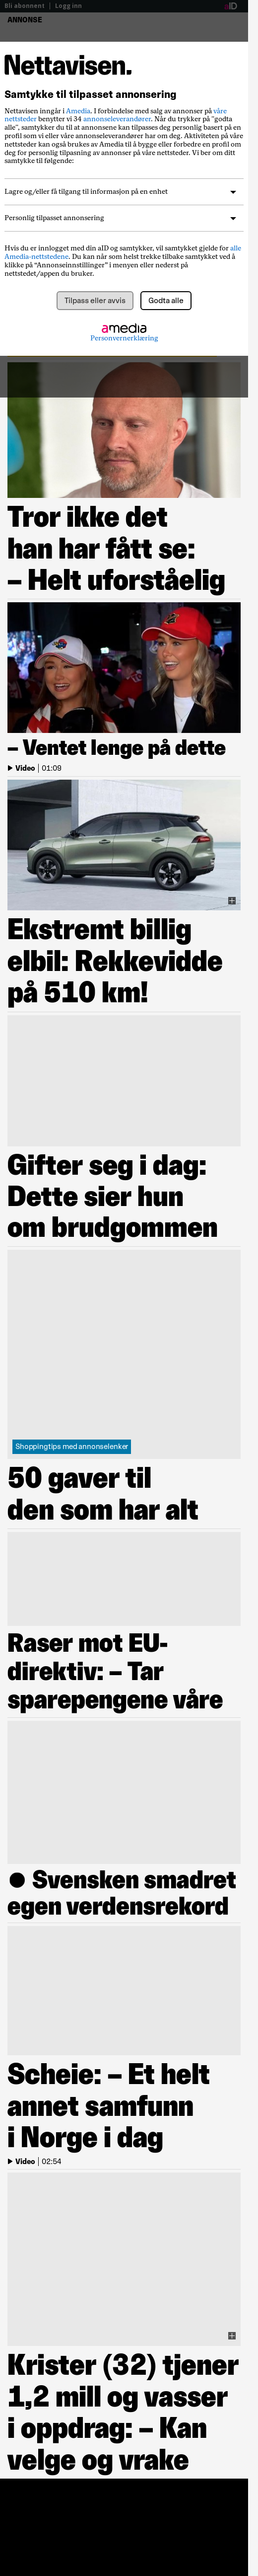 Bli abonnent | Logg inn
aID
ANNONSE
Nettavisen.
Samtykke til tilpasset annonsering
Nettavisen inngår i Amedia. I forbindelse med salg av annonser på våre
nettsteder benytter vi 34 annonseleverandører. Når du trykker på "godta
alle", samtykker du til at annonsene kan tilpasses deg personlig basert på en
profil som vi eller våre annonseleverandører har om deg. Aktiviteten på våre
nettsteder kan også brukes av Amedia til å bygge eller forbedre en profil om
deg for personlig tilpasning av annonser på våre nettsteder. Vi ber om ditt
samtykke til følgende:
Lagre og/eller få tilgang til informasjon på en enhet
Personlig tilpasset annonsering
Hvis du er innlogget med din aID og samtykker, vil samtykket gjelde for alle
Amedia-nettstedene. Du kan når som helst trekke tilbake samtykket ved å
klikke på "Annonseinnstillinger" i menyen eller nederst på
nettstedet/appen du bruker.
Tilpass eller avvis
Godta alle
amedia
Personvernerklæring
Tror ikke det
han har fått se:
– Helt uforståelig
– Ventet lenge på dette
Video | 01:09
Ekstremt billig
elbil: Rekkevidde
på 510 km!
Gifter seg i dag:
Dette sier hun
om brudgommen
Shoppingtips med annonselenker
50 gaver til
den som har alt
Raser mot EU-
direktiv: – Tar
sparepengene våre
● Svensken smadret
egen verdensrekord
Scheie: – Et helt
annet samfunn
i Norge i dag
Video | 02:54
Krister (32) tjener
1,2 mill og vasser
i oppdrag: – Kan
velge og vrake